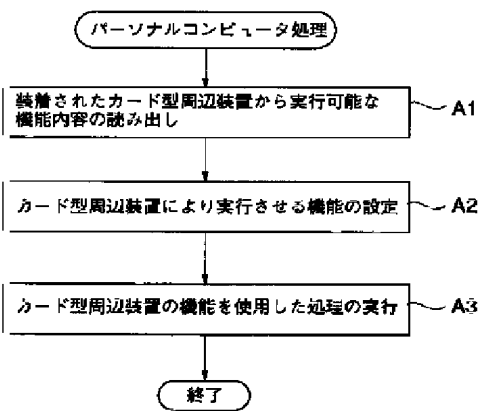 パーソナルコンピュータ処理
装着されたカード型周辺装置から実行可能な
機能内容の読み出し
A1
カード型周辺装置により実行させる機能の設定
A2
カード型周辺装置の機能を使用した処理の実行
A3
終了